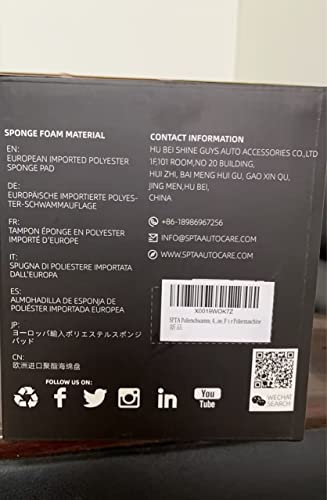 SPONGE FOAM MATERIAL
EN:
EUROPEAN IMPORTED POLYESTER
SPONGE PAD
DE:
EUROPÄISCHE IMPORTIERTE POLYES-
TER-SCHWAMMAUFLAGE
FR:
TAMPON ÉPONGE EN POLYESTER
IMPORTÉ D'EUROPE
IT:
SPUGNA DI POLIESTERE IMPORTATA
DALL'EUROPA
ES:
ALMOHADILLA DE ESPONJA DE
POLIÉSTER IMPORTADA EUROPEA
JP:
ヨーロッパ輸入ポリエステルスポンジ
パッド
CN:
欧洲进口聚酯海绵盘
CONTACT INFORMATION
HU BEI SHINE GUYS AUTO ACCESSORIES CO.,LTD
1F,101 ROOM,NO 20 BUILDING,
HUI ZHI, BAI MENG HUI GU, GAO XIN QU,
JING MEN,HU BEI,
CHINA
+86-18986967256
INFO@SPTAAUTOCARE.COM
WWW.SPTAAUTOCARE.COM
X0019WOK7Z
SPTA
FOLLOW US ON:
You
Tube
WECHAT
SEARCH